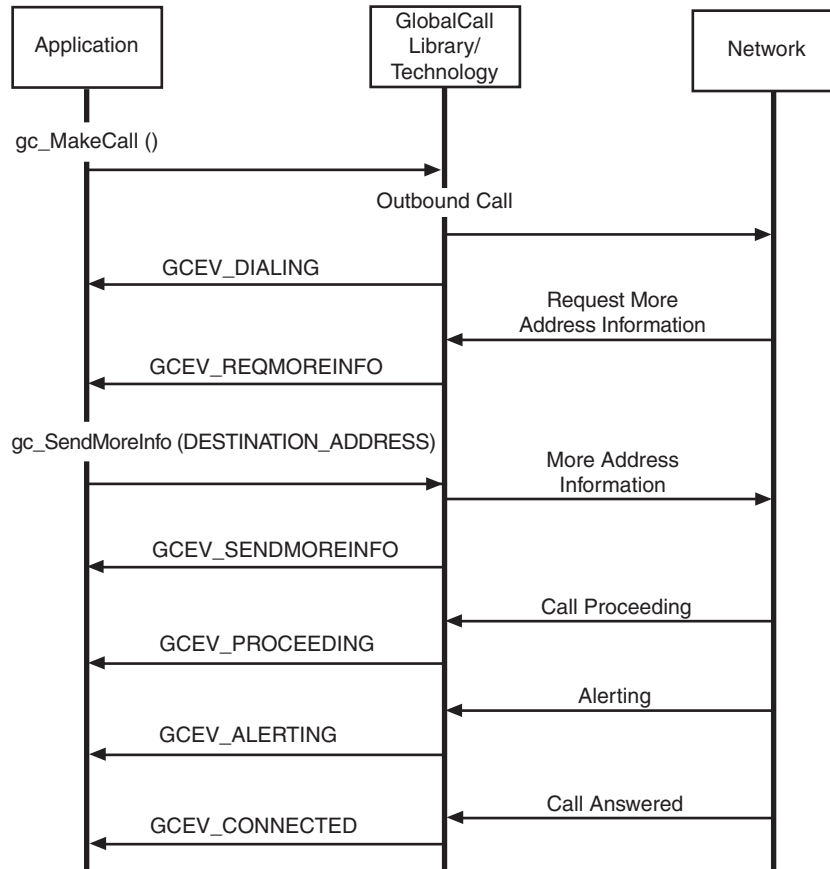 Application
GlobalCall
Library/
Technology
Network
gc_MakeCall ()
Outbound Call
GCEV_DIALING
Request More
Address Information
GCEV_REQMOREINFO
gc_SendMoreInfo (DESTINATION_ADDRESS)
More Address
Information
GCEV_SENDMOREINFO
Call Proceeding
GCEV_PROCEEDING
Alerting
GCEV_ALERTING
Call Answered
GCEV_CONNECTED